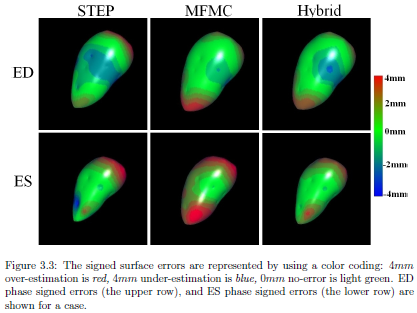 STEP MFMC Hybrid
ED
4mm
2mm
0mm
-2mm
-4mm
ES
Figure 3.3: The signed surface errors are represented by using a color coding: 4mm
over-estimation is red, 4mm under-estimation is blue, 0mm no-error is light green. ED
phase signed errors (the upper row), and ES phase signed errors (the lower row) are
shown for a case.